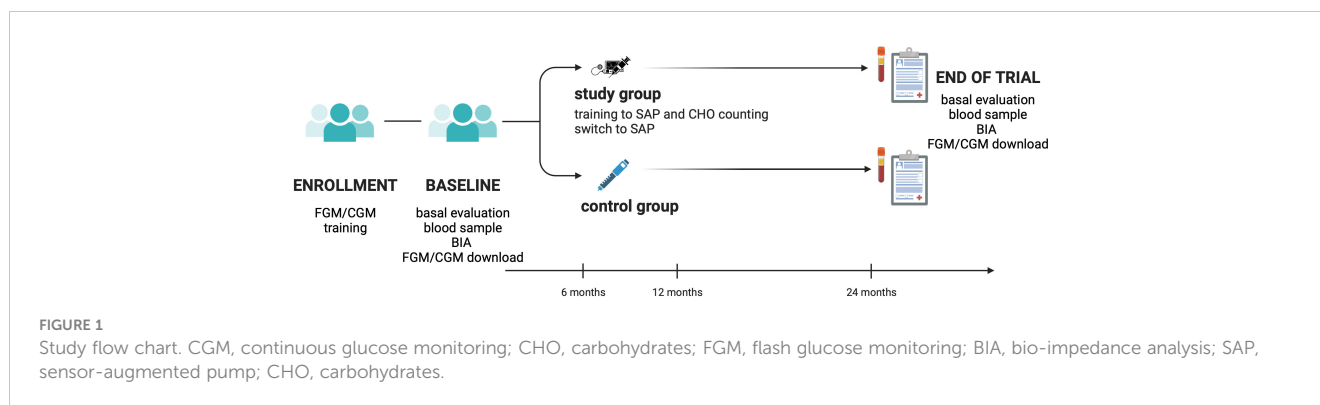 ENROLLMENT
FGM/CGM
training
BASELINE
basal evaluation
blood sample
BIA
FGM/CGM download
study group
training to SAP and CHO counting
switch to SAP
control group
END OF TRIAL
basal evaluation
blood sample
BIA
FGM/CGM download
6 months
12 months
24 months
FIGURE 1
Study flow chart. CGM, continuous glucose monitoring; CHO, carbohydrates; FGM, flash glucose monitoring; BIA, bio-impedance analysis; SAP,
sensor-augmented pump; CHO, carbohydrates.